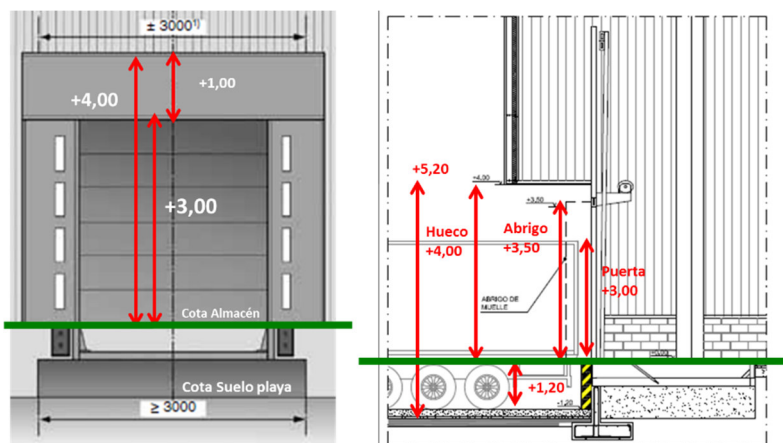 ± 3000¹⁾
+1,00
+4,00
+3,00
Cota Almacén
Cota Suelo playa
≥ 3000
+5,20
+4,00
+3,50
Hueco
+4,00
Abrigo
+3,50
Puerta
+3,00
ABRIGO DE
MUELLE
+1,20
-1,20